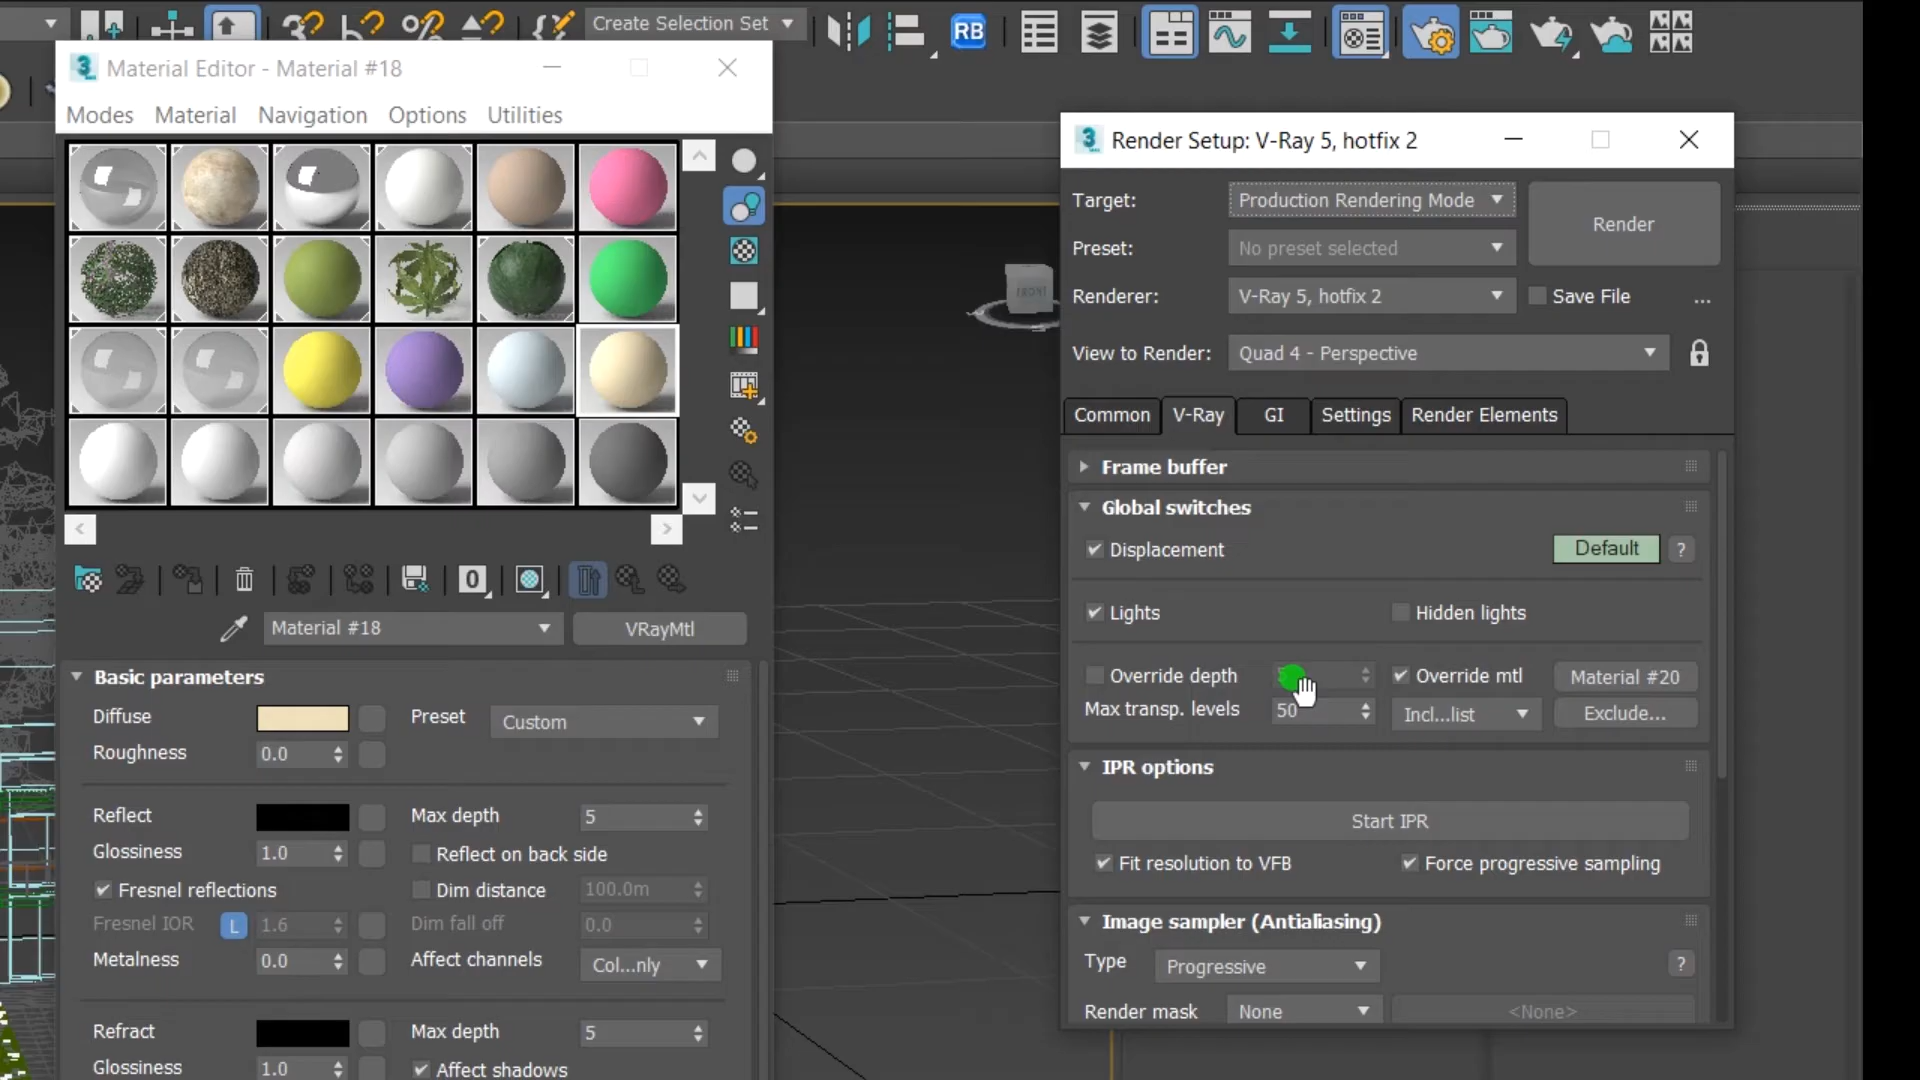 Create Selection Set
RB
3
Material Editor - Material #18
Modes Material Navigation Options Utilities
FRONT
0
Material #18
VRayMtl
Basic parameters
Diffuse
Preset
Custom
Roughness
0.0
Reflect
Max depth
5
Glossiness
1.0
Reflect on back side
Fresnel reflections
Dim distance
100.0m
Fresnel IOR
L
1.6
Dim fall off
0.0
Metalness
0.0
Affect channels
Col...nly
Refract
Max depth
5
Glossiness
1.0
Affect shadows
3
Render Setup: V-Ray 5, hotfix 2
Target:
Production Rendering Mode
Render
Preset:
No preset selected
Renderer:
V-Ray 5, hotfix 2
Save File
...
View to Render:
Quad 4 - Perspective
Common V-Ray GI Settings Render Elements
Frame buffer
Global switches
Displacement
Default
?
Lights
Hidden lights
Override depth
Override mtl
Material #20
Max transp. levels
50
Incl...list
Exclude...
IPR options
Start IPR
Fit resolution to VFB
Force progressive sampling
Image sampler (Antialiasing)
Type
Progressive
?
Render mask
None
<None>